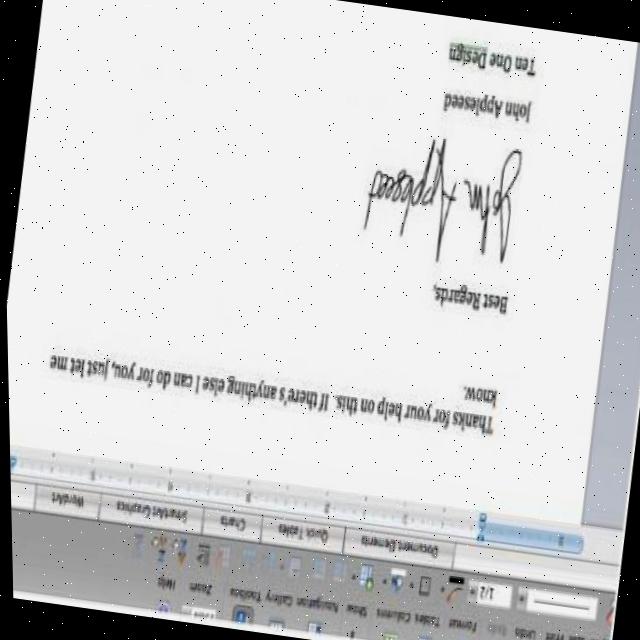 Format
Tables
Columns
Show
Navigation
Gallery
Toolbox
Zoom
Help
1/2
Document Elements
Quick Tables
Charts
SmartArt Graphics
WordArt
Thanks for your help on this. If there's anything else I can do for you, just let me
know.
Best Regards,
John Appleseed
John Appleseed
Ten One Design